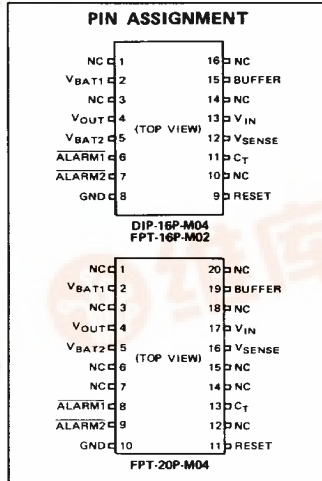 PIN ASSIGNMENT
NC 1 16 NC
VBAT1 2 15 BUFFER
NC 3 14 NC
VOUT 4 13 VIN
(TOP VIEW)
VBAT2 5 12 VSENSE
ALARM1 6 11 CT
ALARM2 7 10 NC
GND 8 9 RESET
DIP-16P-M04
FPT-16P-M02
NC 1 20 NC
VBAT1 2 19 BUFFER
NC 3 18 NC
VOUT 4 17 VIN
VBAT2 5 (TOP VIEW) 16 VSENSE
NC 6 15 NC
NC 7 14 NC
ALARM1 8 13 CT
ALARM2 9 12 NC
GND 10 11 RESET
FPT-20P-M04